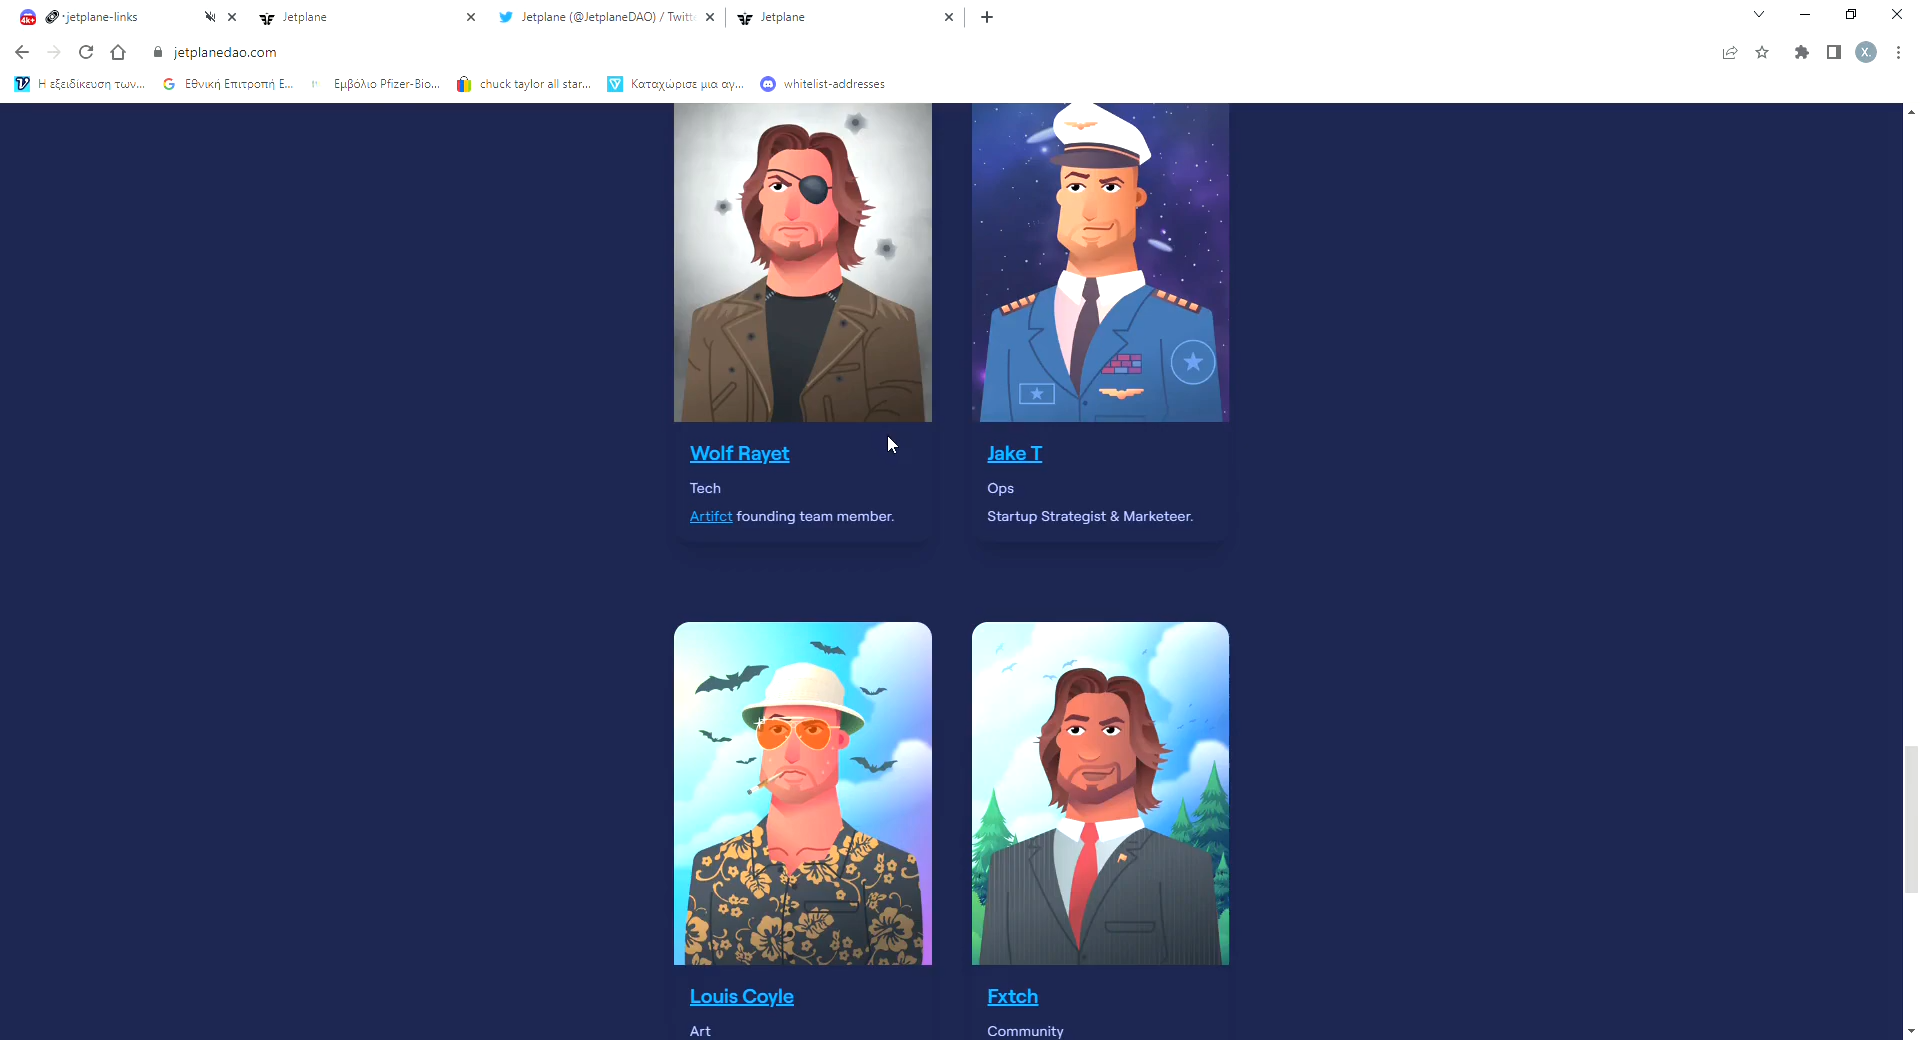 4K+ jetplane-links
Jetplane
Jetplane (@JetplaneDAO) / Twitt
Jetplane
jetplanedao.com
X.
Η εξειδίκευση των...
Εθνική Επιτροπή Ε...
Εμβόλιο Pfizer-Bio...
chuck taylor all star...
Καταχώρισε μια αγ...
whitelist-addresses
Wolf Rayet
Tech
Artifct founding team member.
Jake T
Ops
Startup Strategist & Marketeer.
Louis Coyle
Art
Fxtch
Community